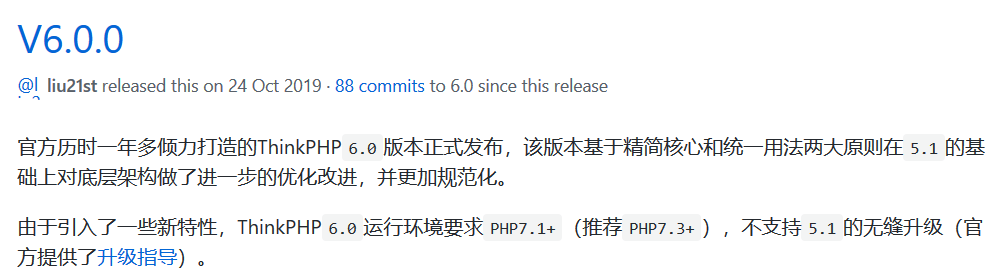 V6.0.0
@l liu21st released this on 24 Oct 2019 · 88 commits to 6.0 since this release
官方历时一年多倾力打造的ThinkPHP 6.0 版本正式发布，该版本基于精简核心和统一用法两大原则在 5.1 的基
础上对底层架构做了进一步的优化改进，并更加规范化。
由于引入了一些新特性，ThinkPHP 6.0 运行环境要求 PHP7.1+（推荐 PHP7.3+），不支持 5.1 的无缝升级（官
方提供了升级指导）。